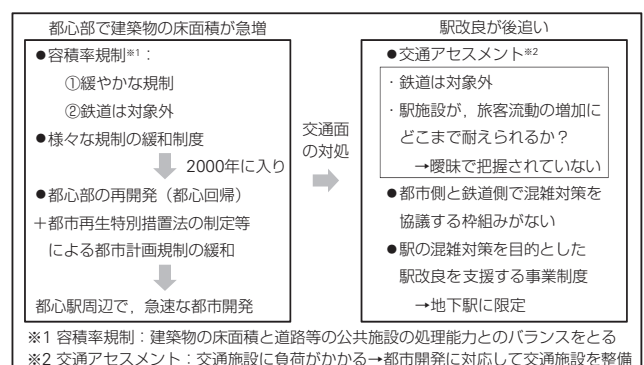 都心部で建築物の床面積が急増
●容積率規制※1：
①緩やかな規制
②鉄道は対象外
●様々な規制の緩和制度
2000年に入り
●都心部の再開発（都心回帰）
＋都市再生特別措置法の制定等
による都市計画規制の緩和
都心駅周辺で，急速な都市開発
交通面
の対処
駅改良が後追い
●交通アセスメント※2
・鉄道は対象外
・駅施設が，旅客流動の増加に
どこまで耐えられるか？
→曖昧で把握されていない
●都市側と鉄道側で混雑対策を
協議する枠組みがない
●駅の混雑対策を目的とした
駅改良を支援する事業制度
→地下駅に限定
※1 容積率規制：建築物の床面積と道路等の公共施設の処理能力とのバランスをとる
※2 交通アセスメント：交通施設に負荷がかかる→都市開発に対応して交通施設を整備